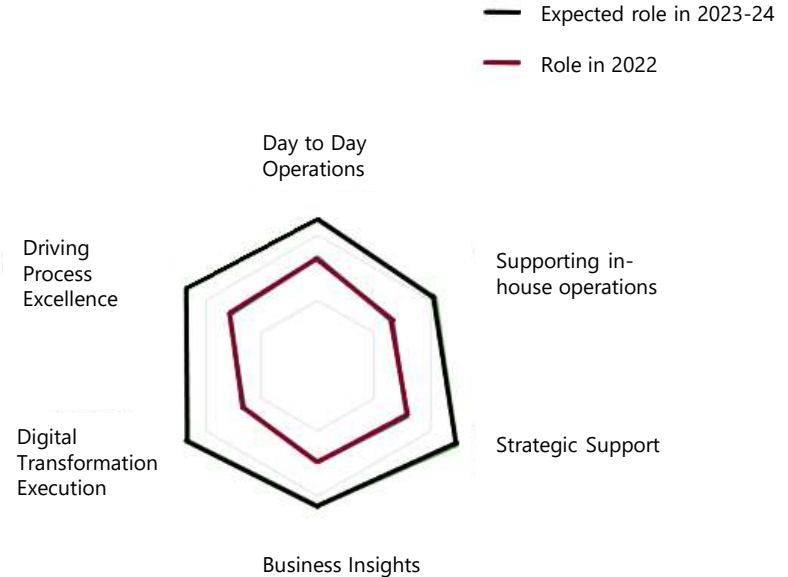 Expected role in 2023-24
Role in 2022
Day to Day
Operations
Driving
Process
Excellence
Supporting in-
house operations
Digital
Transformation
Execution
Strategic Support
Business Insights